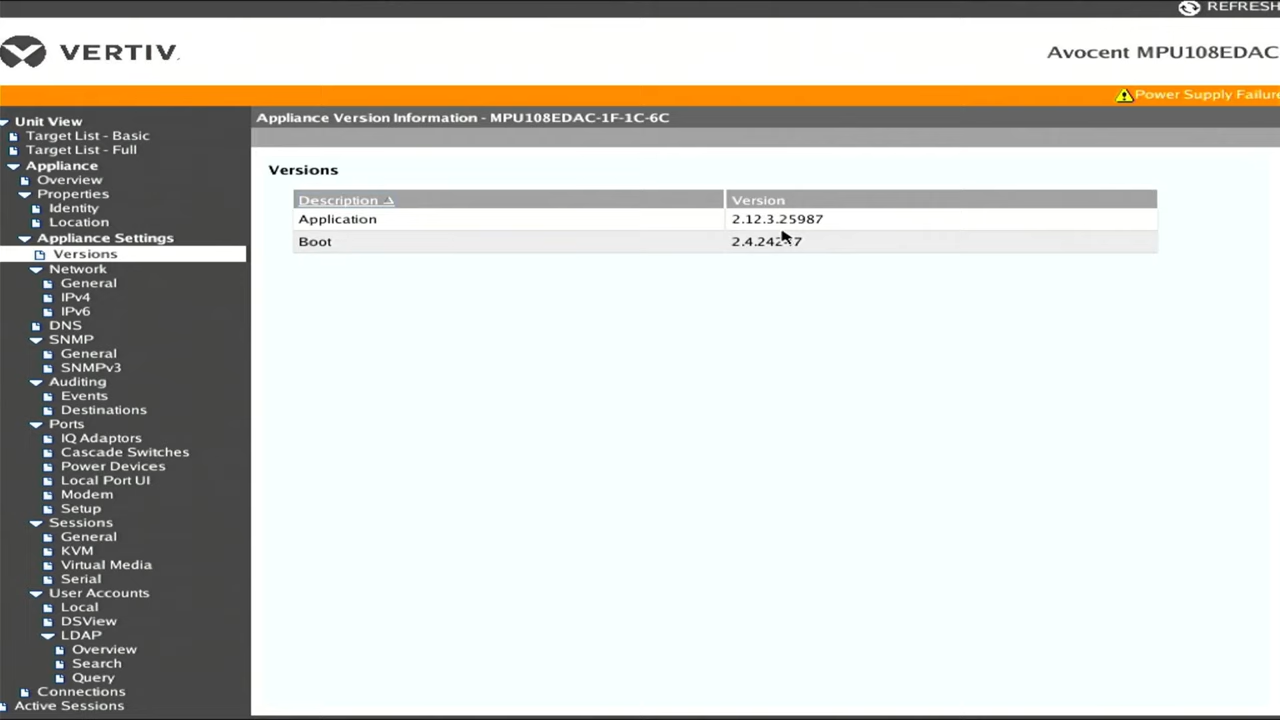 REFRESH
VERTIV.
Avocent MPU108EDAC
Power Supply Failure
Unit View
Target List - Basic
Target List - Full
Appliance
Overview
Properties
Identity
Location
Appliance Settings
Versions
Network
General
IPv4
IPv6
DNS
SNMP
General
SNMPv3
Auditing
Events
Destinations
Ports
IQ Adaptors
Cascade Switches
Power Devices
Local Port UI
Modem
Setup
Sessions
General
KVM
Virtual Media
Serial
User Accounts
Local
DSView
LDAP
Overview
Search
Query
Connections
Active Sessions
Appliance Version Information - MPU108EDAC-1F-1C-6C
Versions
Description Version
Application 2.12.3.25987
Boot